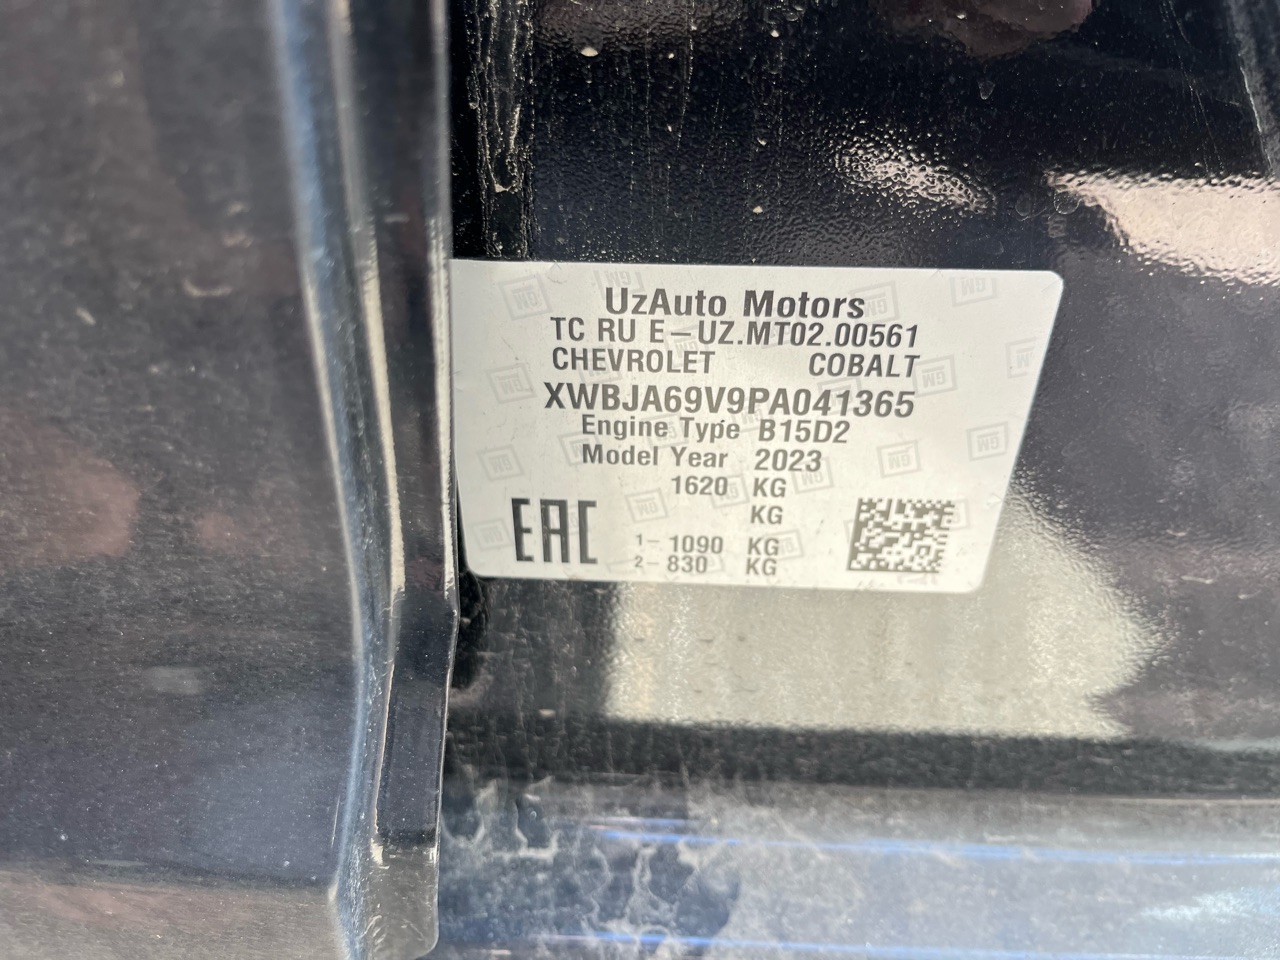 UzAuto Motors
TC RU E-UZ.MT02.00561
CHEVROLET COBALT
XWBJA69V9PA041365
Engine Type B15D2
Model Year 2023
1620 KG
KG
EAC
1- 1090 KG
2- 830 KG